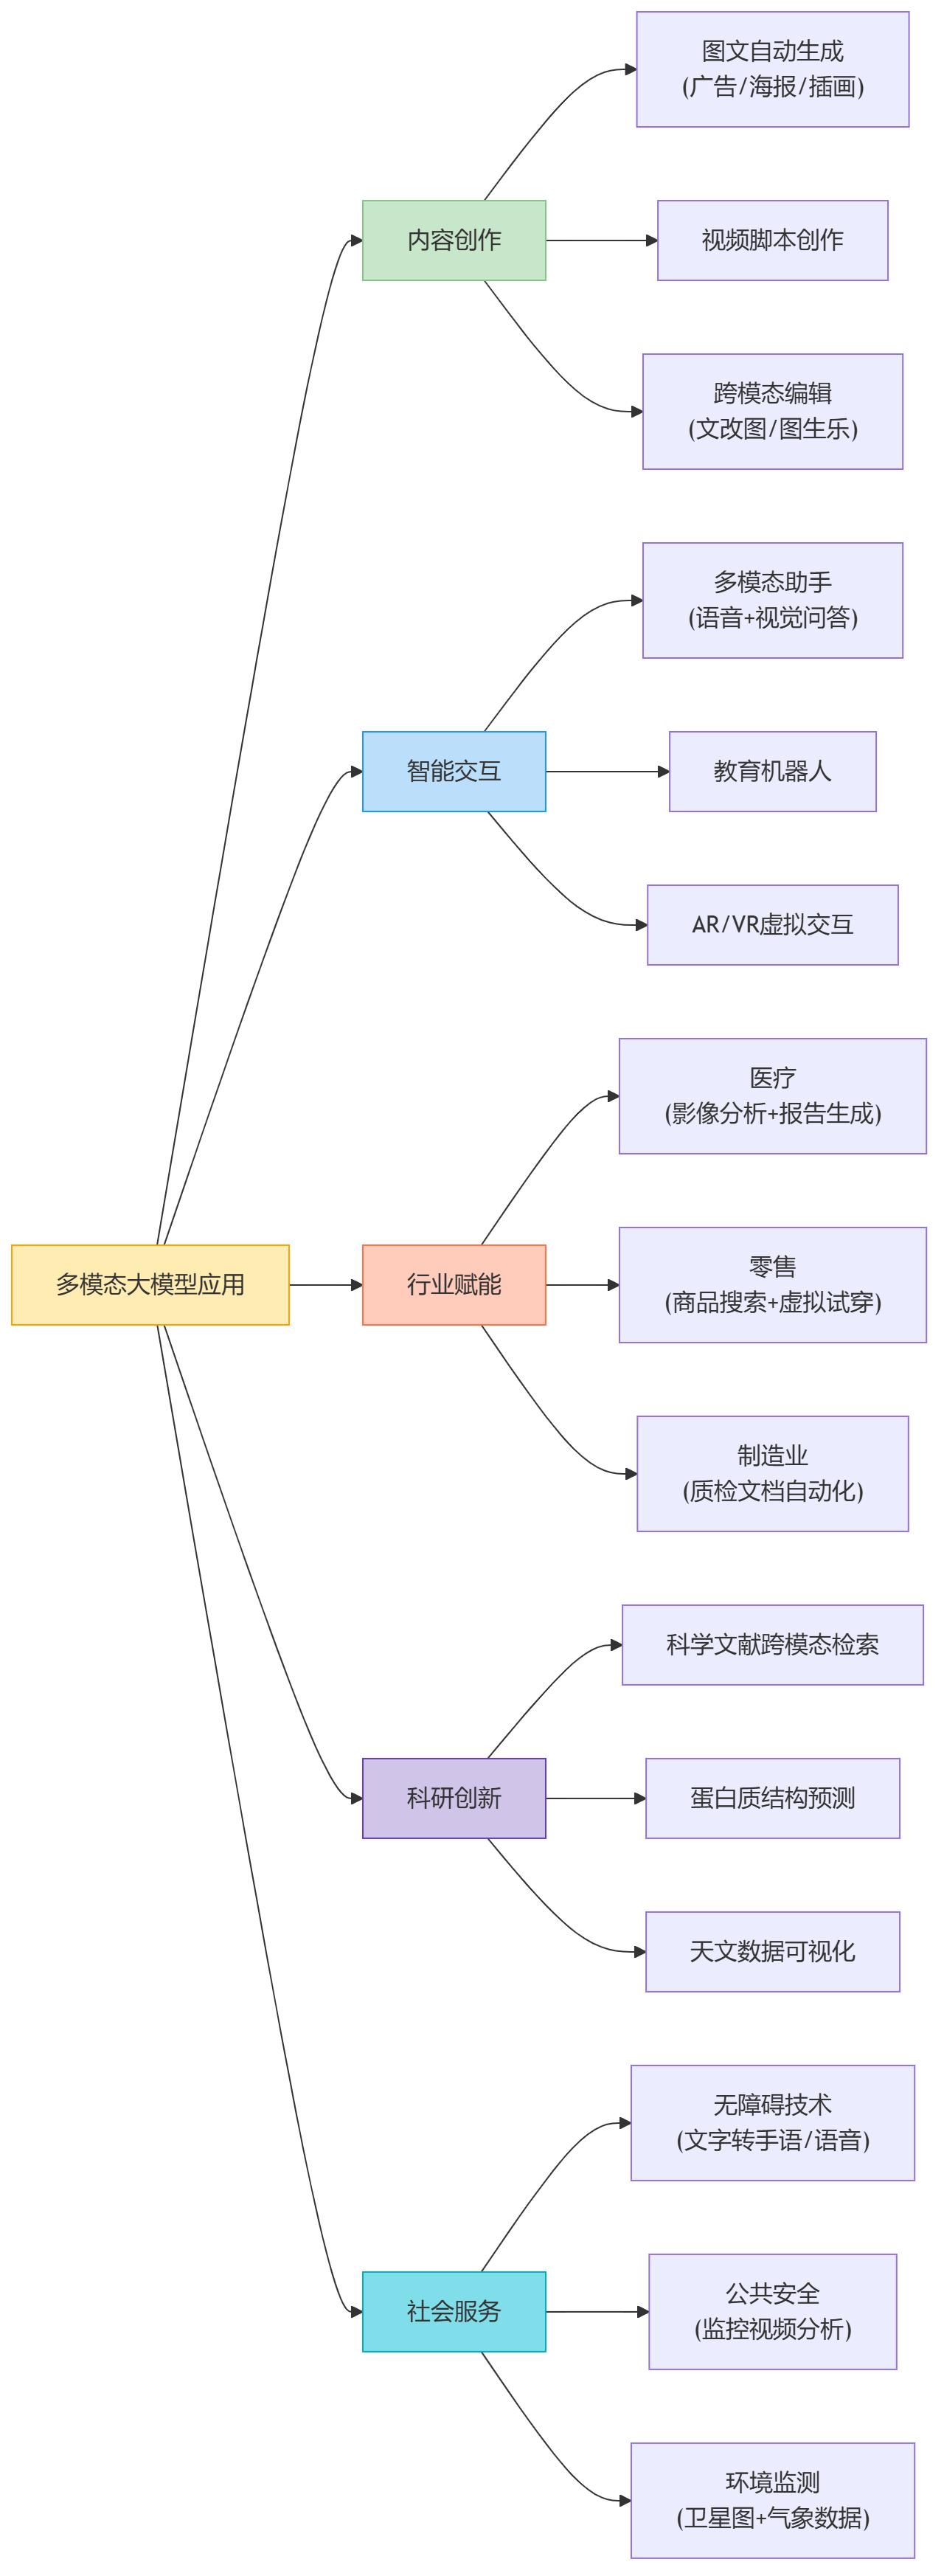 图文自动生成
(广告/海报/插画)
内容创作
视频脚本创作
跨模态编辑
(文改图/图生乐)
多模态助手
(语音+视觉问答)
智能交互
教育机器人
AR/VR虚拟交互
医疗
(影像分析+报告生成)
多模态大模型应用
行业赋能
零售
(商品搜索+虚拟试穿)
制造业
(质检文档自动化)
科学文献跨模态检索
科研创新
蛋白质结构预测
天文数据可视化
无障碍技术
(文字转手语/语音)
社会服务
公共安全
(监控视频分析)
环境监测
(卫星图+气象数据)